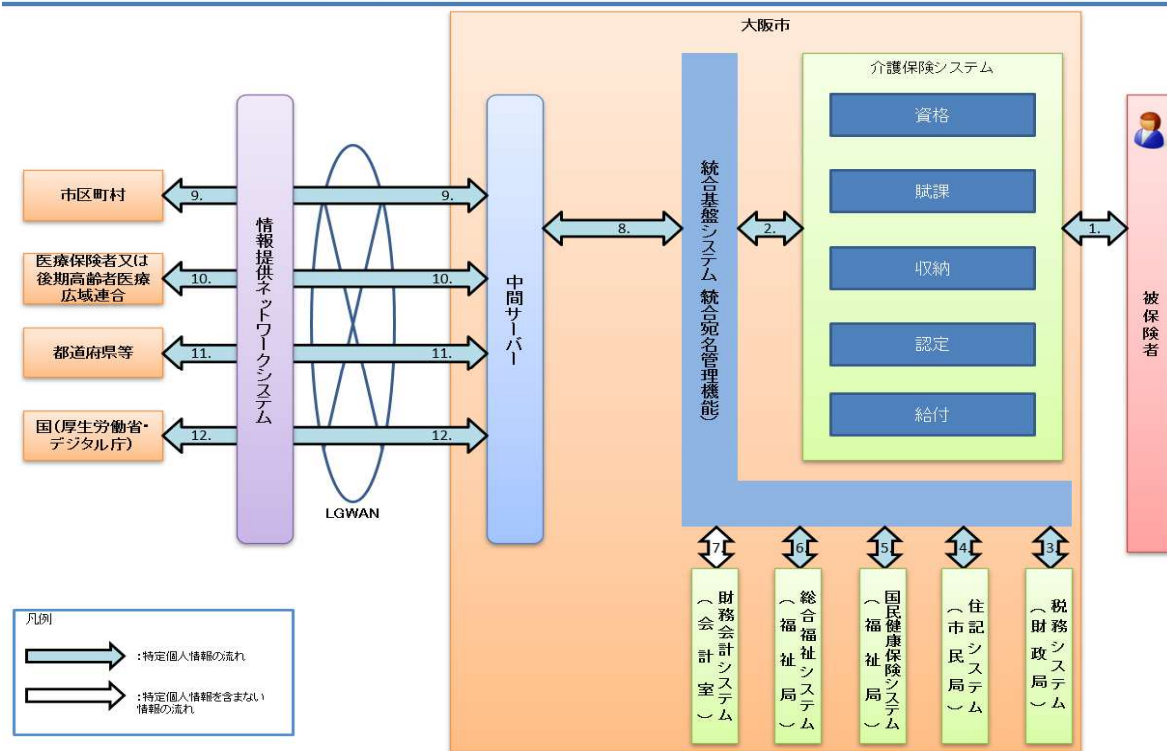 大阪市
介護保険システム
資格
賦課
収納
認定
給付
統合基盤システム(統合宛名管理機能)
被保険者
1.
2.
8.
中間サーバー
情報提供ネットワークシステム
LGWAN
市区町村
9.
9.
医療保険者又は
後期高齢者医療
広域連合
10.
10.
都道府県等
11.
11.
国(厚生労働省・
デジタル庁)
12.
12.
7.
6.
5.
4.
3.
財務会計システム
(会計室)
総合福祉システム
(福祉局)
国民健康保険システム
(福祉局)
住記システム
(市民局)
税務システム
(財政局)
凡例
:特定個人情報の流れ
:特定個人情報を含まない
情報の流れ